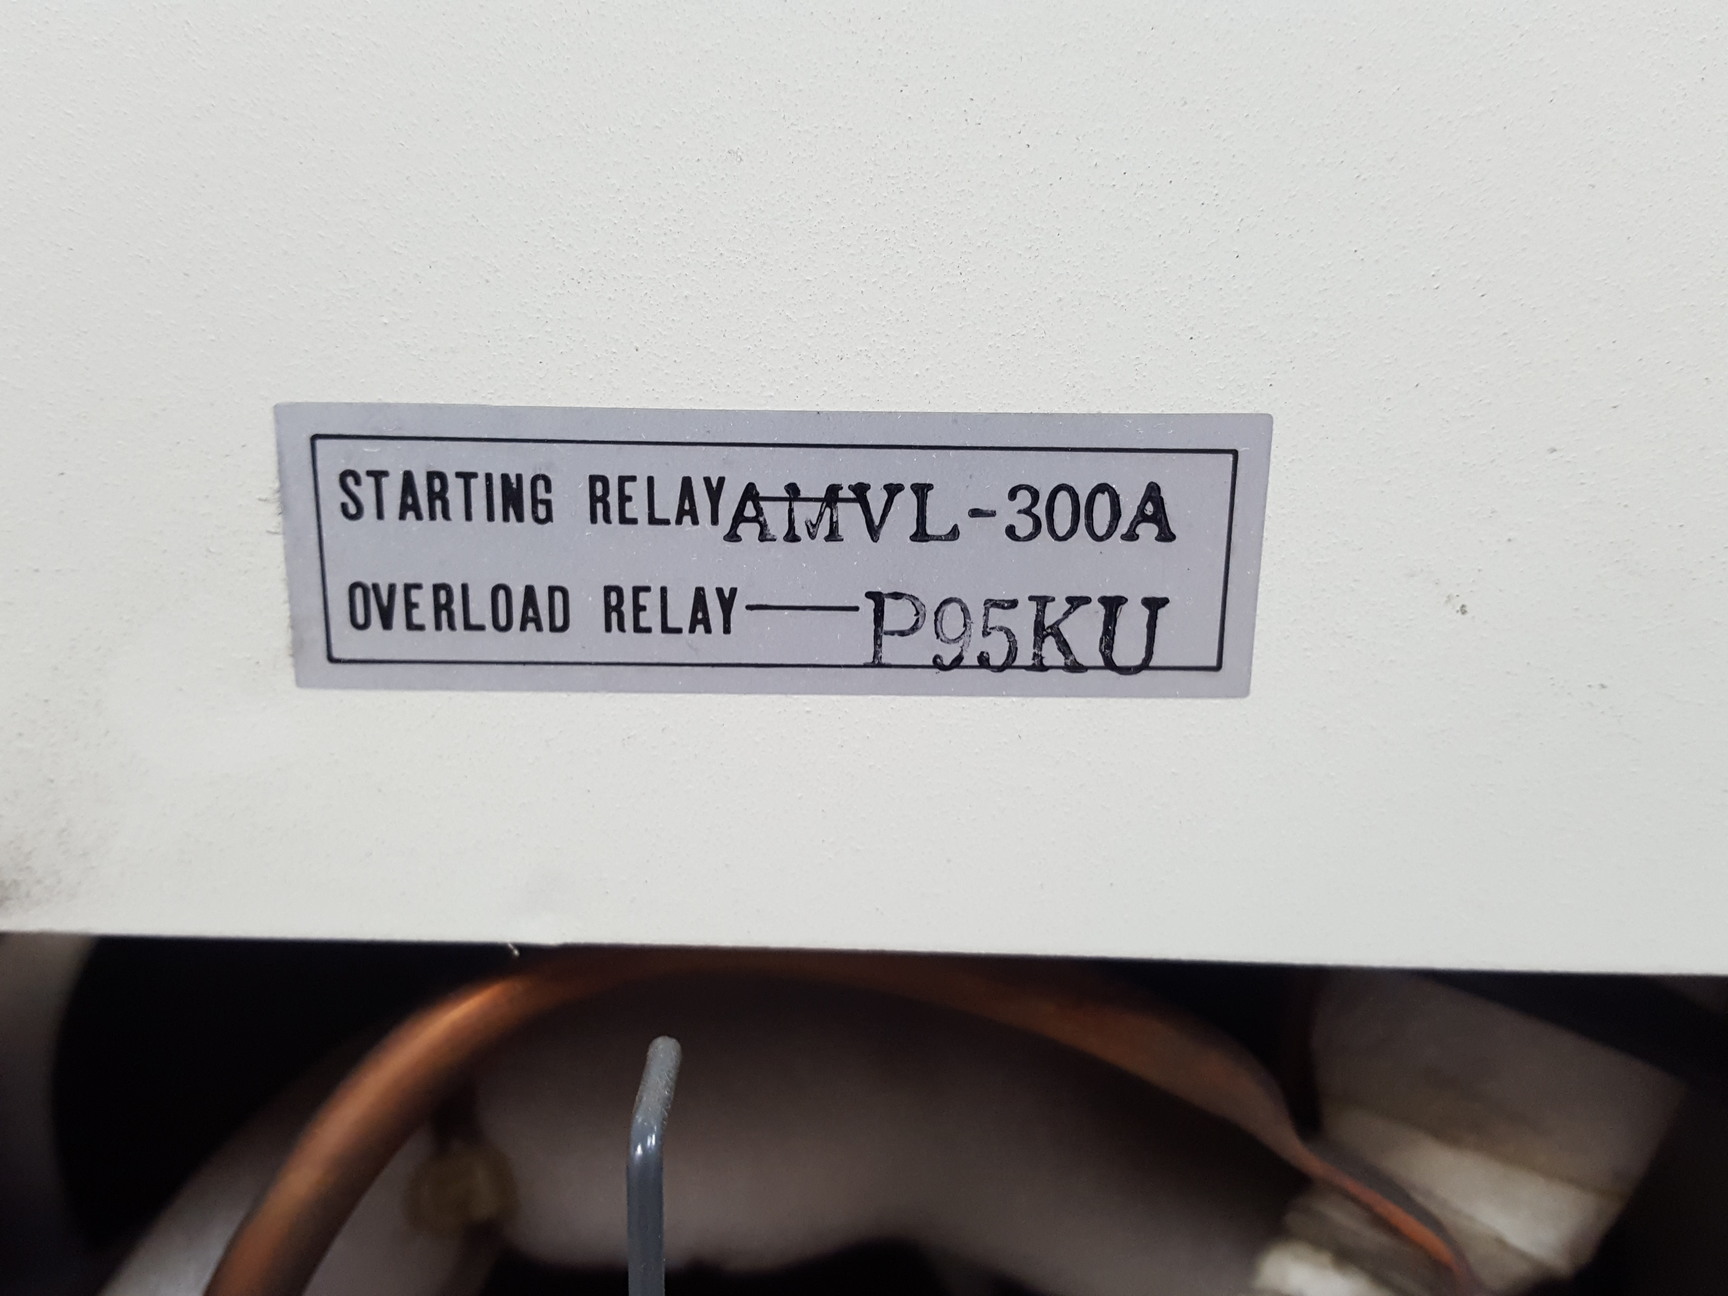 STARTING RELAY AMVL-300A
OVERLOAD RELAY — P95KU